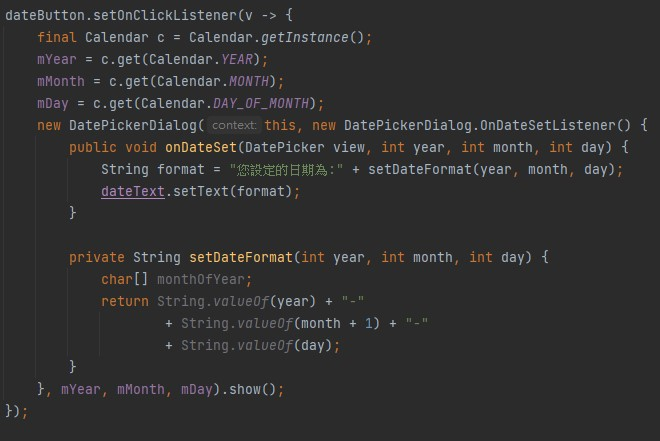 dateButton.setOnClickListener(v -> {
    final Calendar c = Calendar.getInstance();
    mYear = c.get(Calendar.YEAR);
    mMonth = c.get(Calendar.MONTH);
    mDay = c.get(Calendar.DAY_OF_MONTH);
    new DatePickerDialog( context: this, new DatePickerDialog.OnDateSetListener() {
        public void onDateSet(DatePicker view, int year, int month, int day) {
            String format = "您設定的日期為:" + setDateFormat(year, month, day);
            dateText.setText(format);
        }

        private String setDateFormat(int year, int month, int day) {
            char[] monthOfYear;
            return String.valueOf(year) + "-"
                    + String.valueOf(month + 1) + "-"
                    + String.valueOf(day);
        }
    }, mYear, mMonth, mDay).show();
});